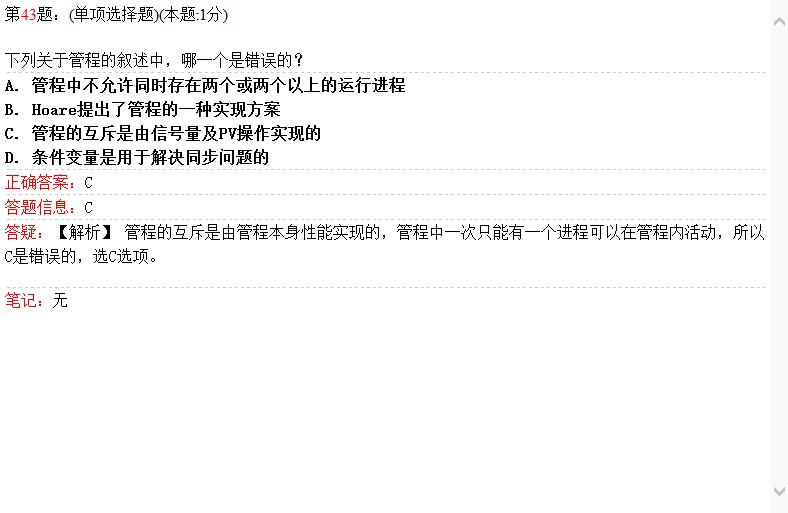 第43题：(单项选择题)(本题:1分)
下列关于管程的叙述中，哪一个是错误的？
A. 管程中不允许同时存在两个或两个以上的运行进程
B. Hoare提出了管程的一种实现方案
C. 管程的互斥是由信号量及PV操作实现的
D. 条件变量是用于解决同步问题的
正确答案：C
答题信息：C
答疑：【解析】 管程的互斥是由管程本身性能实现的，管程中一次只能有一个进程可以在管程内活动，所以
C是错误的，选C选项。
笔记：无